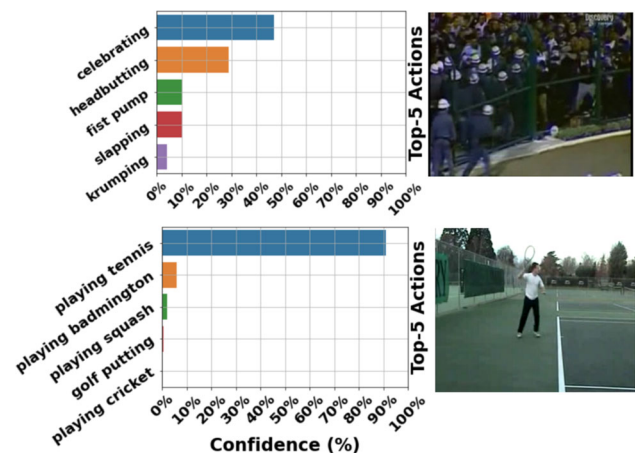 celebrating
headbutting
fist pump
slapping
krumping
0% 10% 20% 30% 40% 50% 60% 70% 80% 90% 100%
Top-5 Actions
Discovery
playing tennis
playing badmington
playing squash
golf putting
playing cricket
0% 10% 20% 30% 40% 50% 60% 70% 80% 90% 100%
Confidence (%)
Top-5 Actions